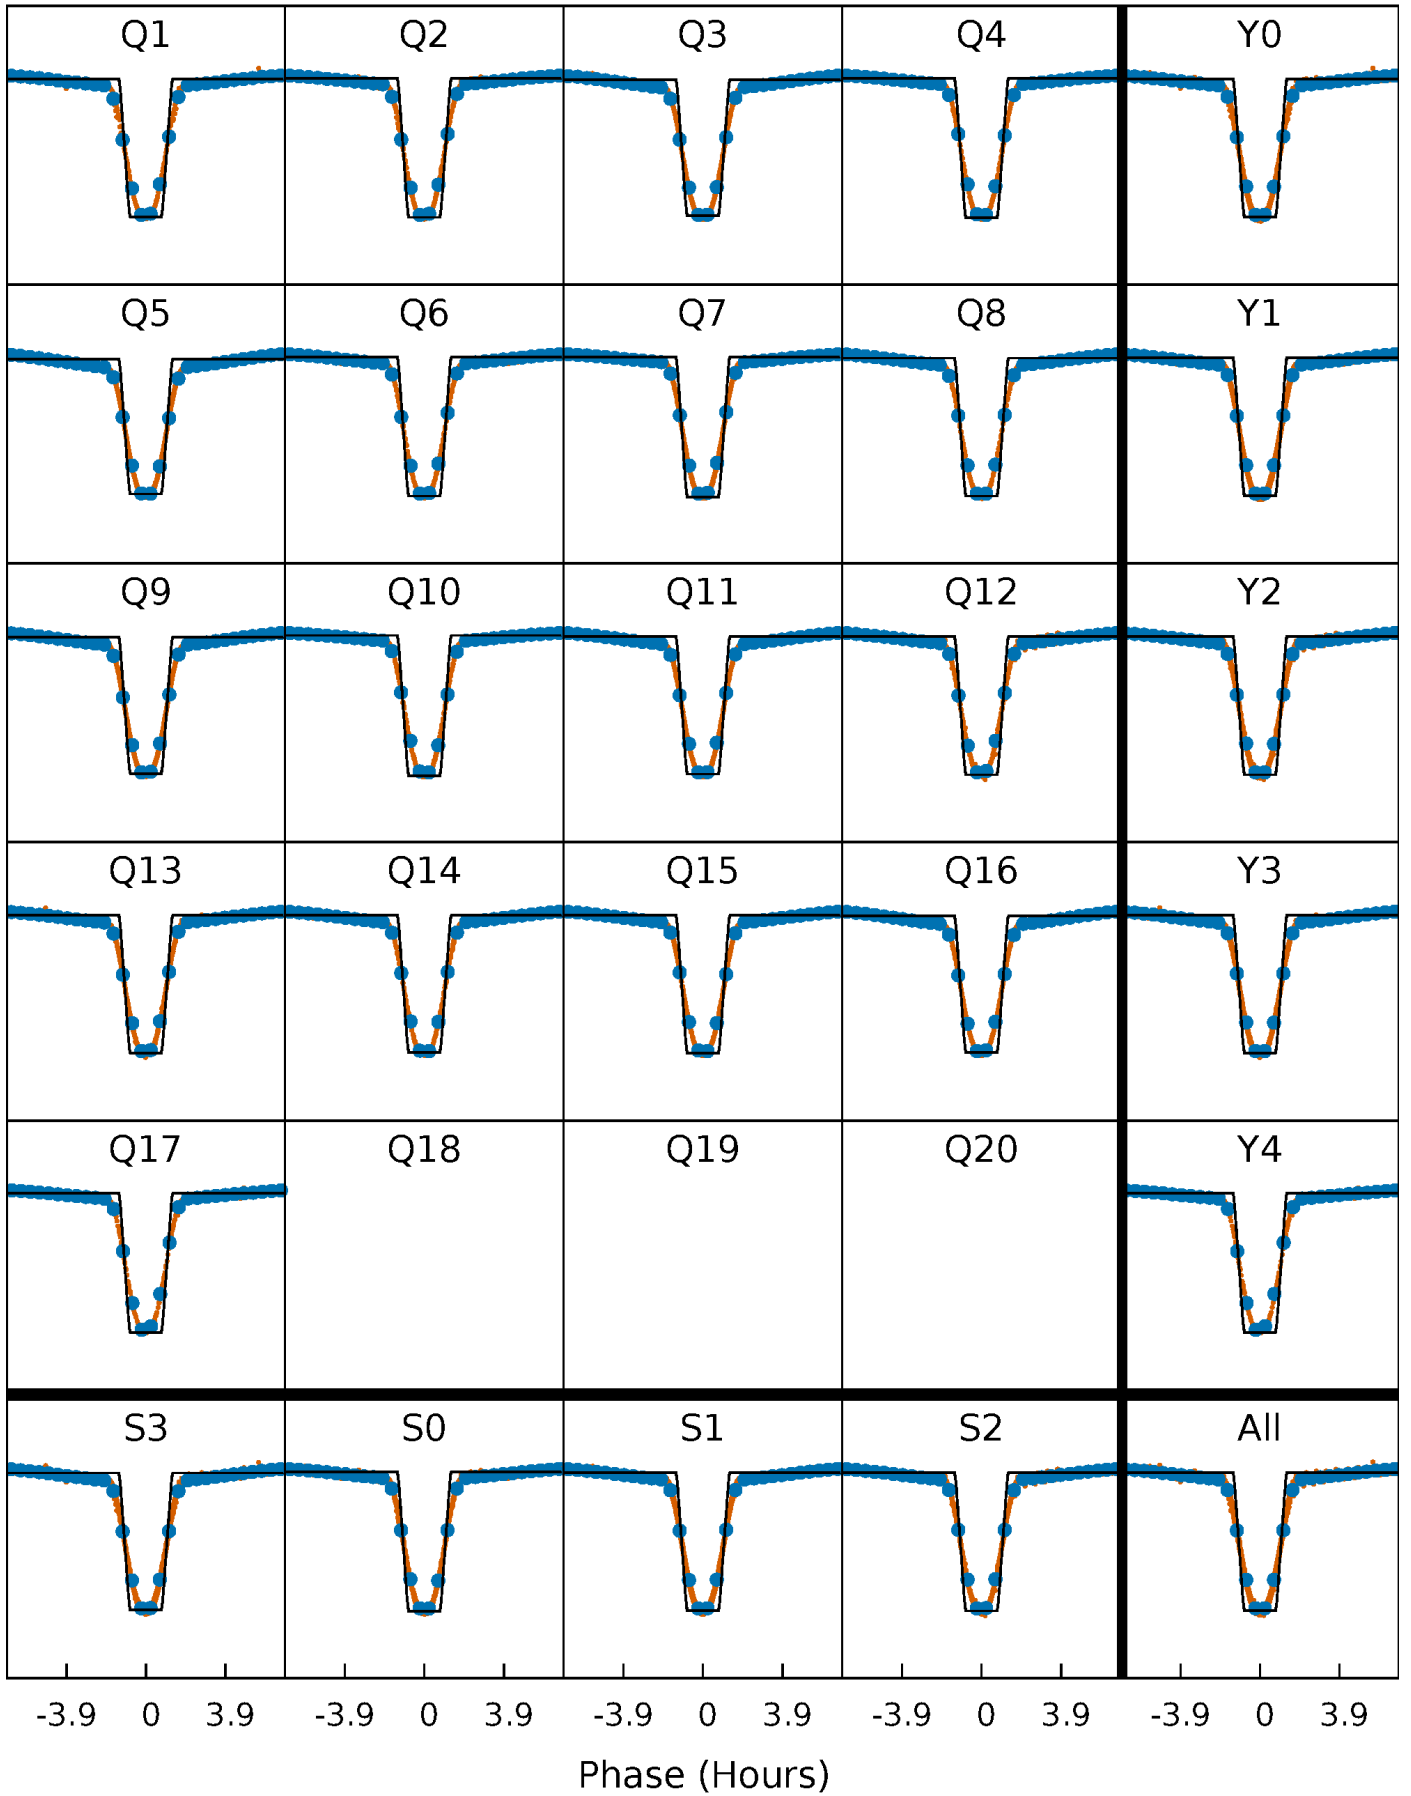 Q1 Q2 Q3 Q4 Y0
Q5 Q6 Q7 Q8 Y1
Q9 Q10 Q11 Q12 Y2
Q13 Q14 Q15 Q16 Y3
Q17 Q18 Q19 Q20 Y4
S3 S0 S1 S2 All
-3.9 0 3.9 -3.9 0 3.9 -3.9 0 3.9 -3.9 0 3.9 -3.9 0 3.9
Phase (Hours)